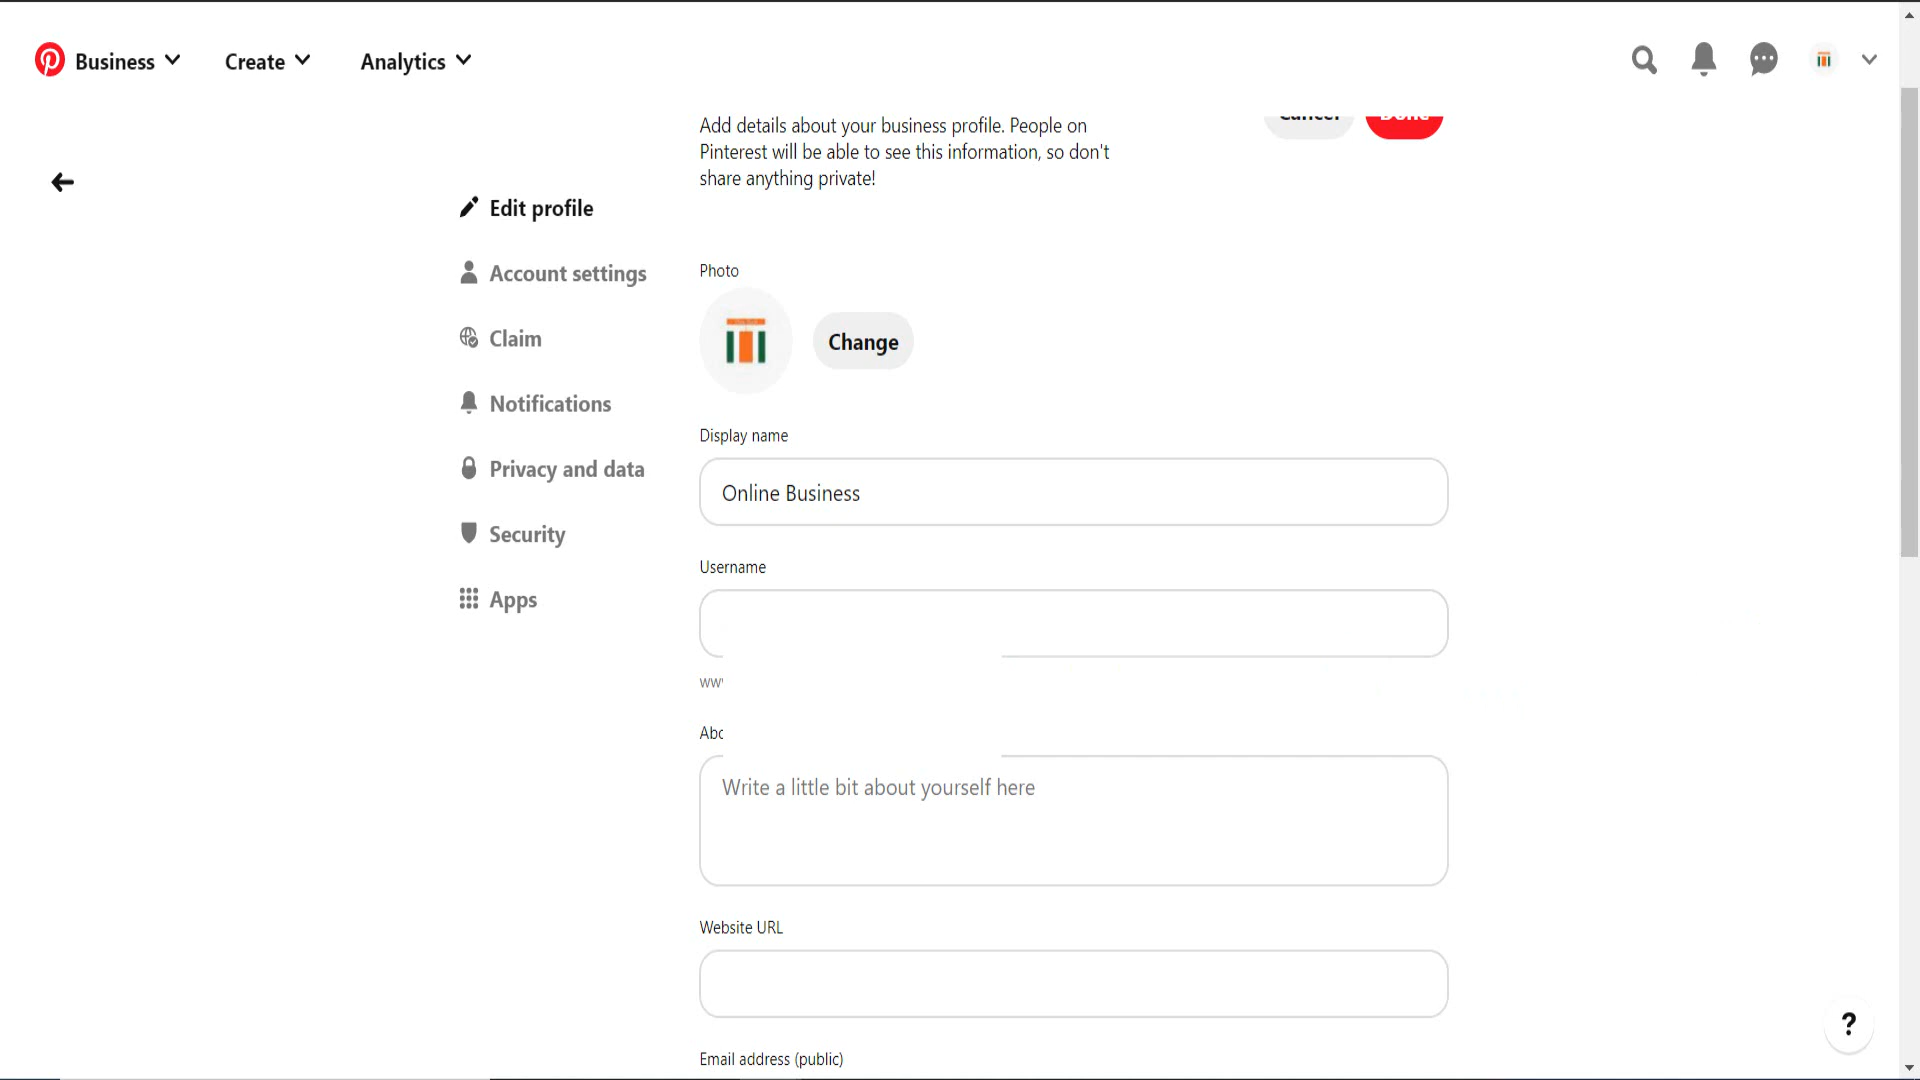 Business
Create
Analytics
Add details about your business profile. People on
Pinterest will be able to see this information, so don't
share anything private!
Cancel
Done
Edit profile
Account settings
Claim
Notifications
Privacy and data
Security
Apps
Photo
Change
Display name
Online Business
Username
ww
Abo
Write a little bit about yourself here
Website URL
Email address (public)
?